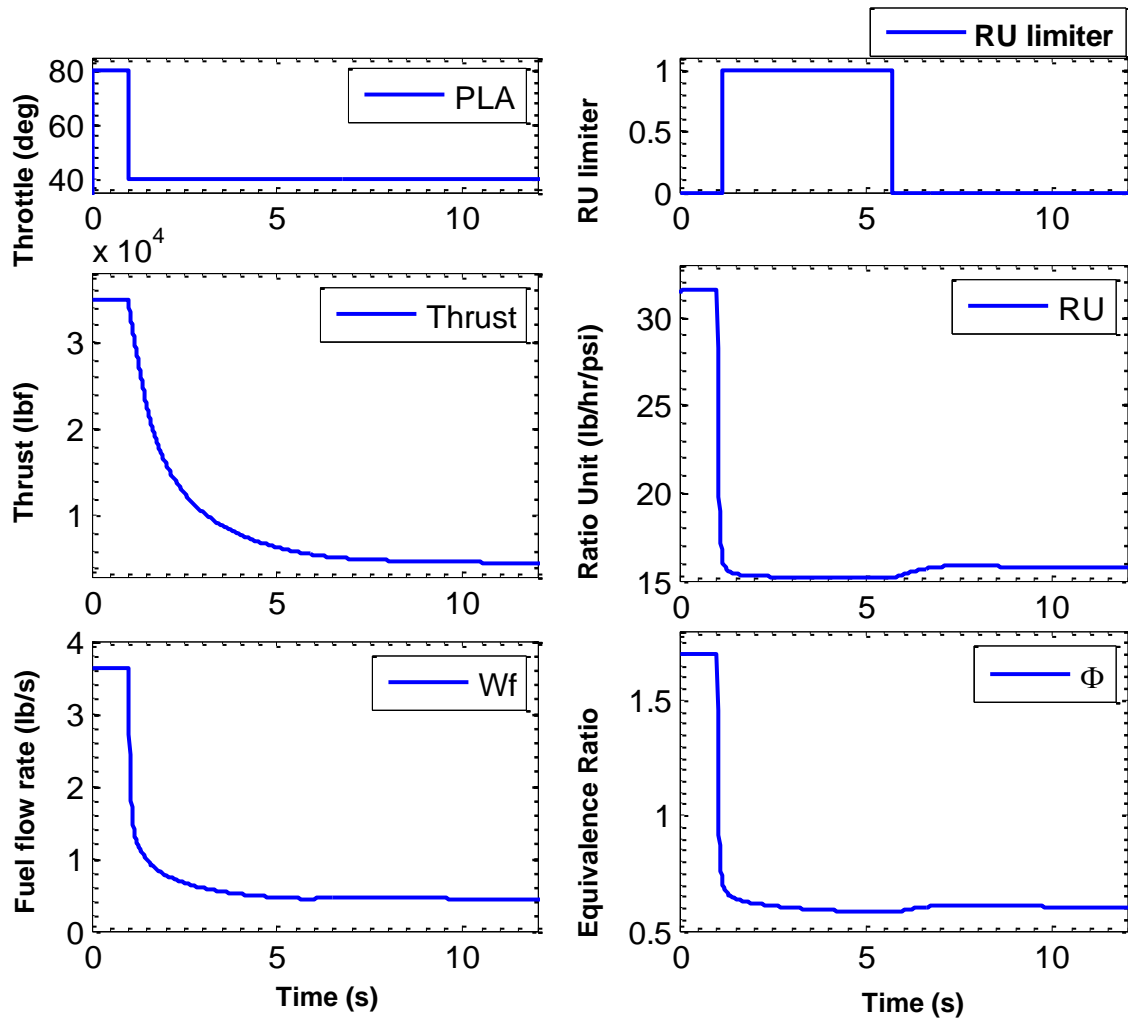 RU limiter
80
60
40
Throttle (deg)
PLA
0
5
10
1
0.5
0
RU limiter
0
5
10
x 10^4
3
2
1
Thrust (lbf)
Thrust
0
5
10
30
25
20
15
Ratio Unit (lb/hr/psi)
RU
0
5
10
4
3
2
1
0
Fuel flow rate (lb/s)
Wf
0
5
10
Time (s)
1.5
1
0.5
Equivalence Ratio
Φ
0
5
10
Time (s)